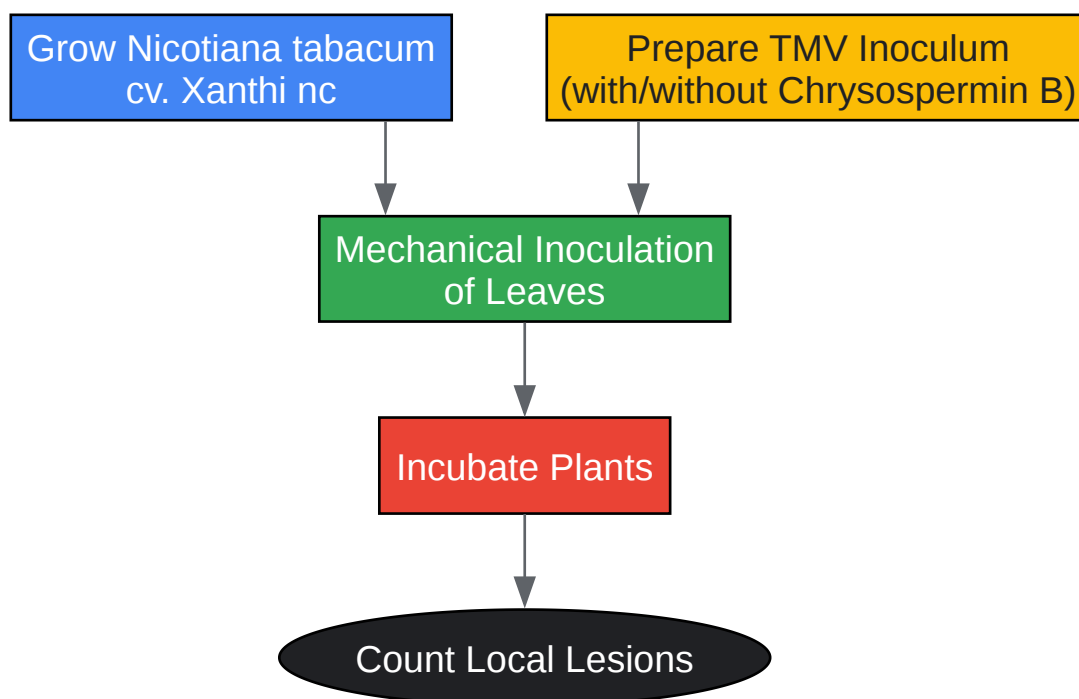 Grow Nicotiana tabacum
cv. Xanthi nc
Prepare TMV Inoculum
(with/without Chrysospermin B)
Mechanical Inoculation
of Leaves
Incubate Plants
Count Local Lesions